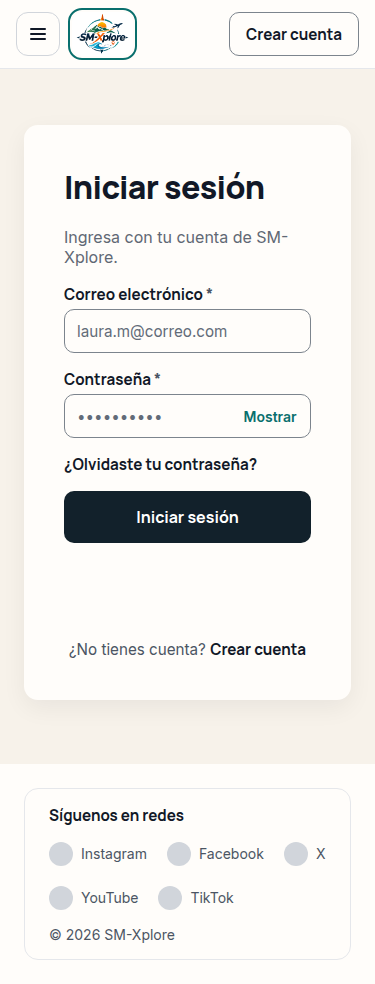 SM-Xplore
Crear cuenta
Iniciar sesión
Ingresa con tu cuenta de SM-
Xplore.
Correo electrónico *
laura.m@correo.com
Contraseña *
•••••••••• Mostrar
¿Olvidaste tu contraseña?
Iniciar sesión
¿No tienes cuenta? Crear cuenta
Síguenos en redes
Instagram Facebook X
YouTube TikTok
© 2026 SM-Xplore